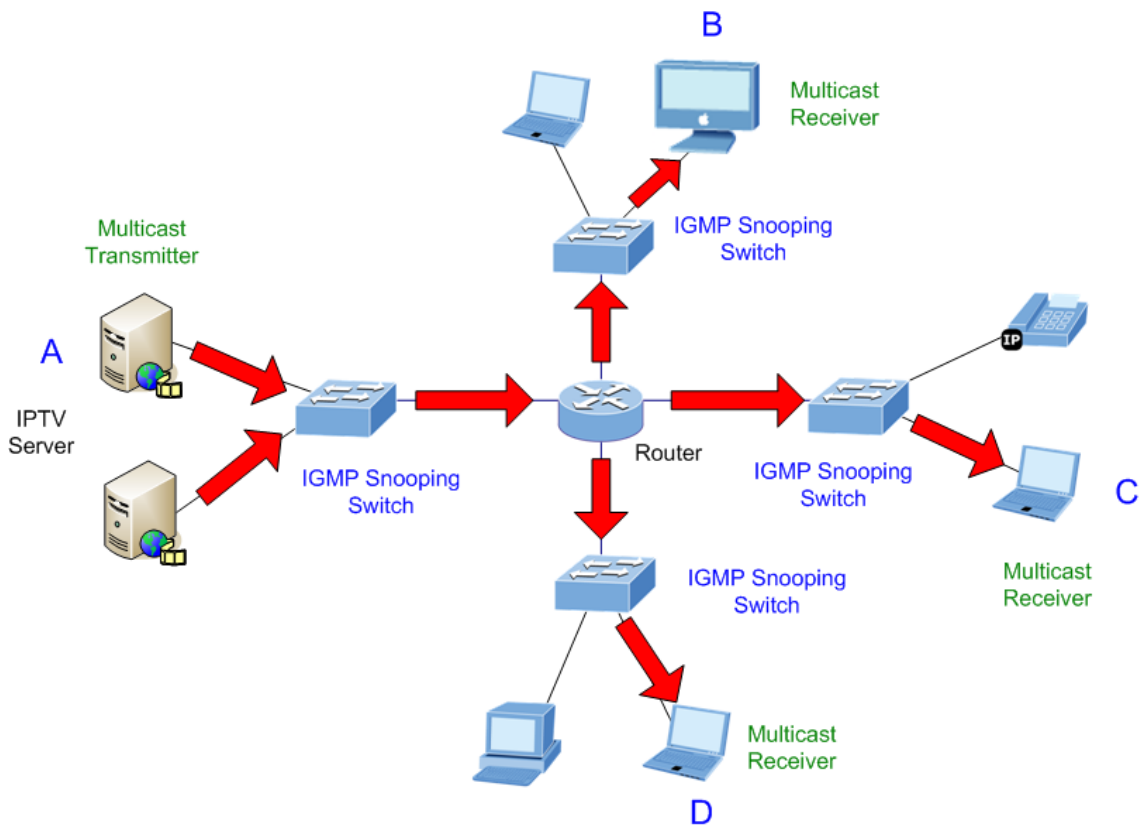 B
Multicast
Receiver
IGMP Snooping
Switch
Multicast
Transmitter
A
IPTV
Server
IGMP Snooping
Switch
Router
IP
IGMP Snooping
Switch
C
Multicast
Receiver
IGMP Snooping
Switch
Multicast
Receiver
D